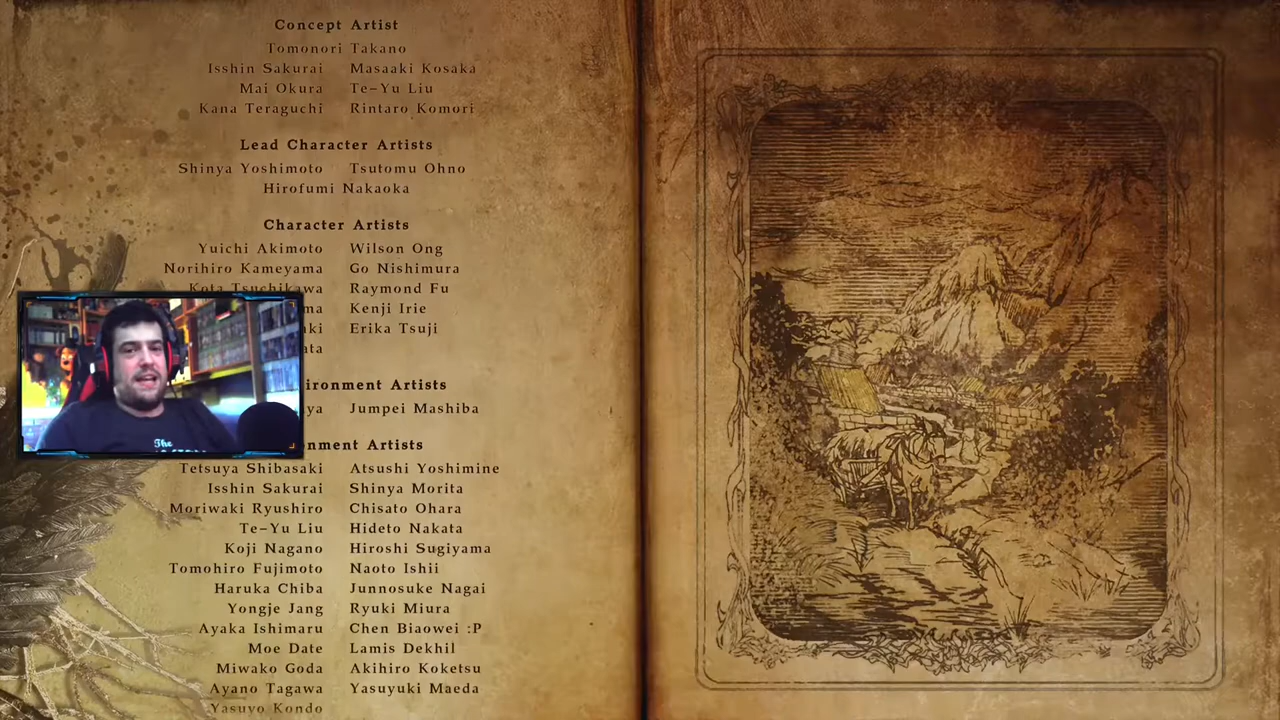 Concept Artist
Tomonori Takano
Isshin Sakurai Masaaki Kosaka
Mai Okura Te-Yu Liu
Kana Teraguchi Rintaro Komori
Lead Character Artists
Shinya Yoshimoto Tsutomu Ohno
Hirofumi Nakaoka
Character Artists
Yuichi Akimoto Wilson Ong
Norihiro Kameyama Go Nishimura
Kota Tsuchikawa Raymond Fu
Kenji Irie
Erika Tsuji
Artists
Jumpei Mashiba
Artists
Tetsuya Shibasaki Atsushi Yoshimine
Isshin Sakurai Shinya Morita
Moriwaki Ryushiro Chisato Ohara
Te-Yu Liu Hideto Nakata
Koji Nagano Hiroshi Sugiyama
Tomohiro Fujimoto Naoto Ishii
Haruka Chiba Junnosuke Nagai
Yongje Jang Ryuki Miura
Ayaka Ishimaru Chen Biaowei :P
Moe Date Lamis Dekhil
Miwako Goda Akihiro Koketsu
Ayano Tagawa Yasuyuki Maeda
Yasuyo Kondo
The